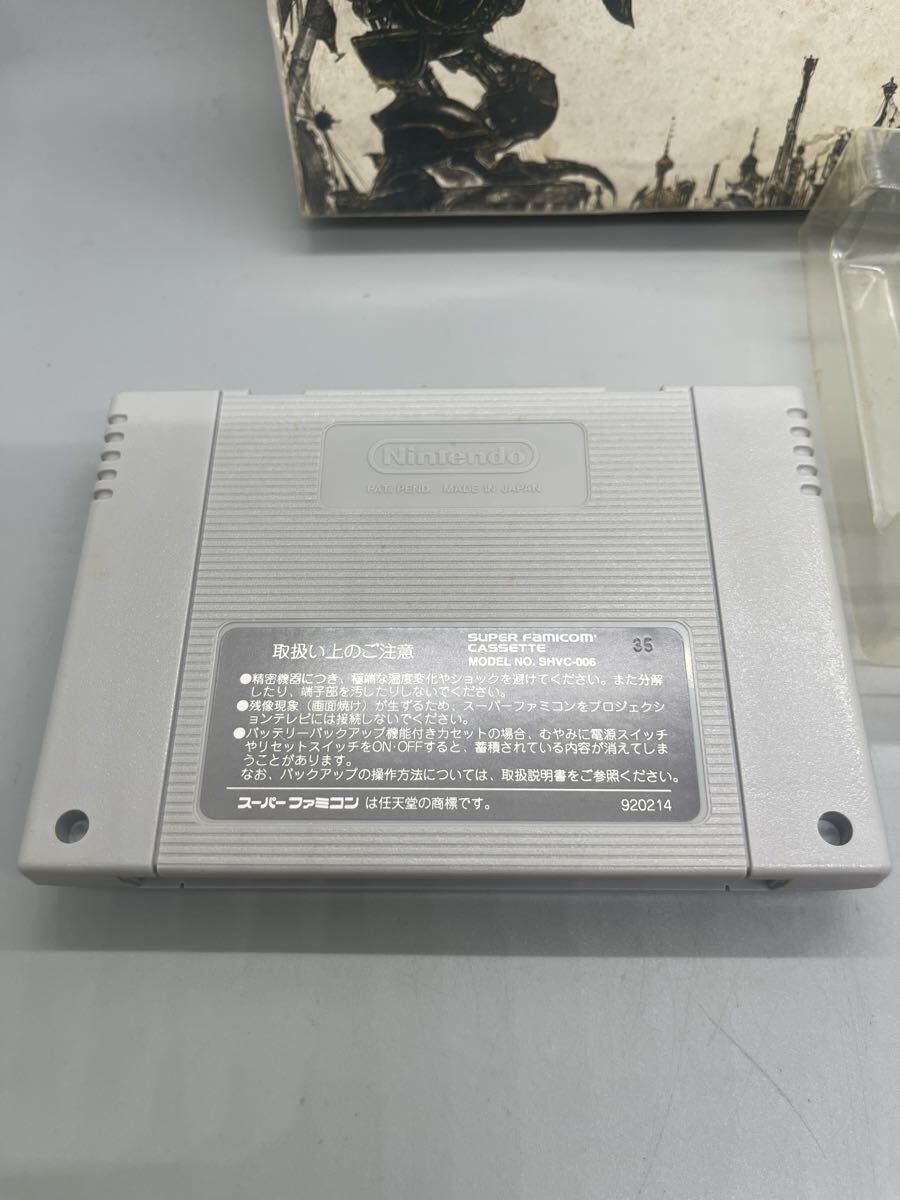 Nintendo
PAT. PEND. MADE IN JAPAN
取扱い上のご注意
SUPER FAMICOM
CASSETTE
MODEL NO. SHVC-006
35
●精密機器につき、極端な温度変化やショックを避けてください。また分解
したり、端子部を汚したりしないでください。
●残像現象（画面焼け）が生ずるため、スーパーファミコンをプロジェクシ
ョンテレビには接続しないでください。
●バッテリーバックアップ機能付きカセットの場合、むやみに電源スイッチ
やリセットスイッチをON·OFFすると、蓄積されている内容が消えてしま
うことがあります。
なお、バックアップの操作方法については、取扱説明書をご参照ください。
スーパーファミコン は任天堂の商標です。
920214